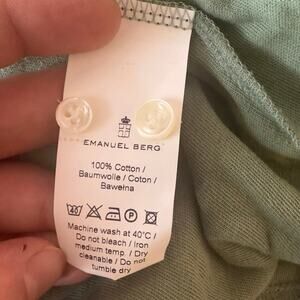 EMANUEL BERG
100% Cotton /
Baumwolle / Coton /
Bawełna
40
P
Machine wash at 40°C /
Do not bleach / Iron
medium temp. / Dry
cleanable / Do not
tumble dry